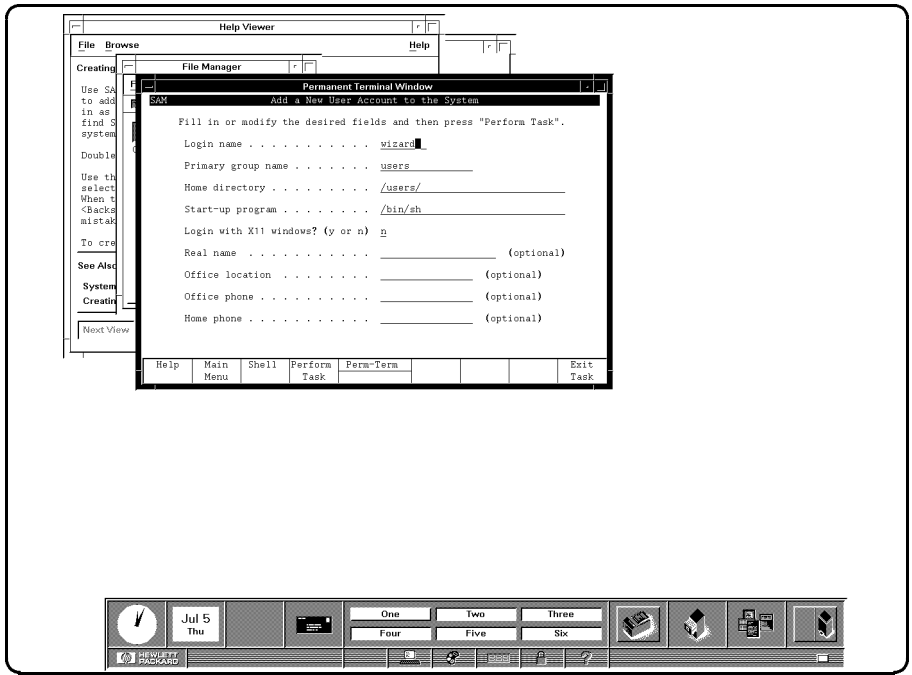 Help Viewer
File Browse Help
Creating
File Manager
Use SA
to add
in as
find S
system
Double
Use th
select
When t
<Backs
mistak
To cre
See Also
System
Creatin
Next View
Permanent Terminal Window
SAM Add a New User Account to the System
Fill in or modify the desired fields and then press "Perform Task".
Login name . . . . . . . . . . . wizard
Primary group name . . . . . . . users
Home directory . . . . . . . . . /users/
Start-up program . . . . . . . . /bin/sh
Login with X11 windows? (y or n) n
Real name . . . . . . . . . . . (optional)
Office location . . . . . . . . (optional)
Office phone . . . . . . . . . . (optional)
Home phone . . . . . . . . . . . (optional)
Help Main Menu Shell Perform Task Perm-Term Exit Task
Jul 5
Thu
One Two Three
Four Five Six
hp HEWLETT
PACKARD